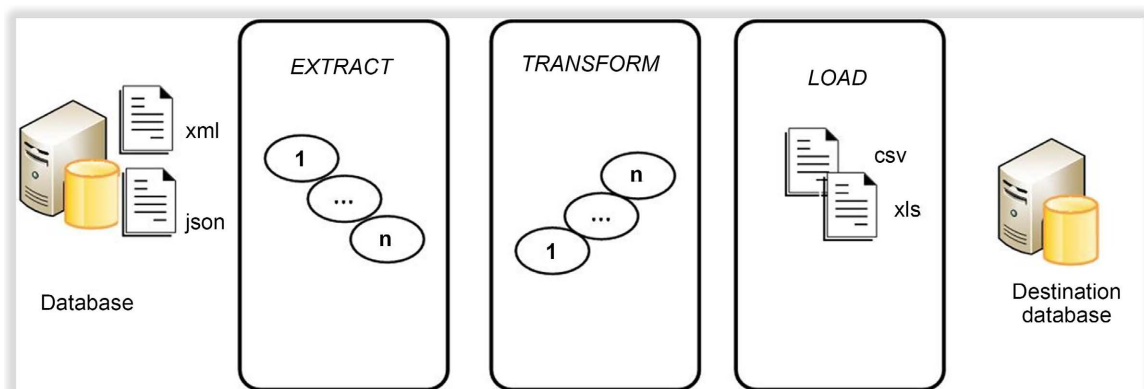 xml
json
Database
EXTRACT
1
...
n
TRANSFORM
n
...
1
LOAD
csv
xls
Destination
database